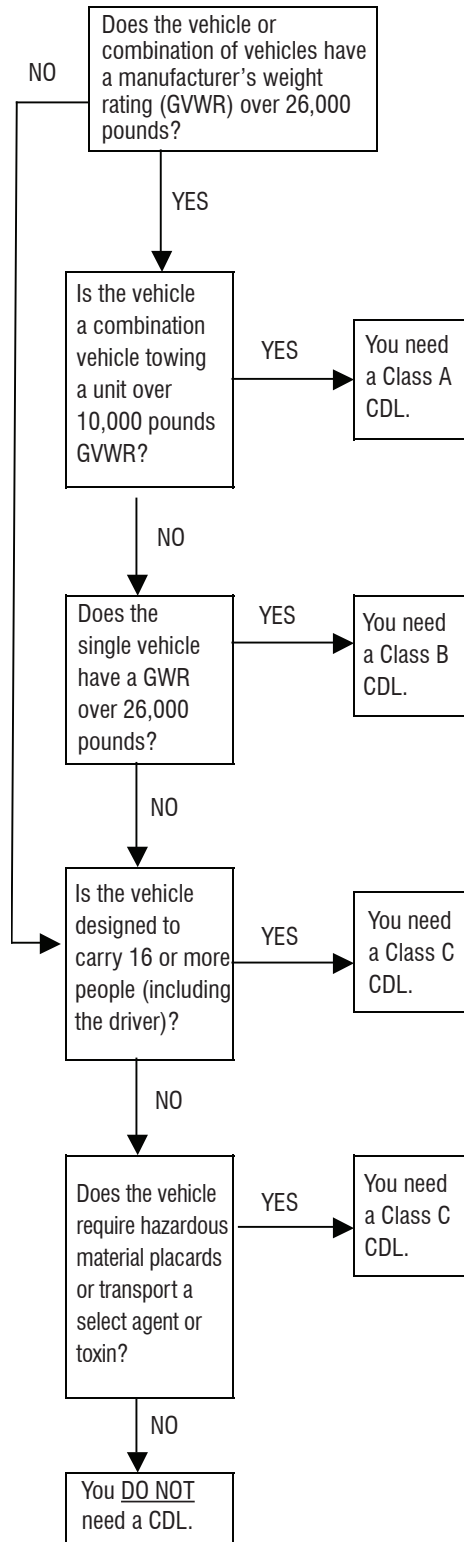 Does the vehicle or
combination of vehicles have
a manufacturer’s weight
rating (GVWR) over 26,000
pounds?
NO
YES
Is the vehicle
a combination
vehicle towing
a unit over
10,000 pounds
GVWR?
YES
You need
a Class A
CDL.
NO
Does the
single vehicle
have a GWR
over 26,000
pounds?
YES
You need
a Class B
CDL.
NO
Is the vehicle
designed to
carry 16 or more
people (including
the driver)?
YES
You need
a Class C
CDL.
NO
Does the vehicle
require hazardous
material placards
or transport a
select agent or
toxin?
YES
You need
a Class C
CDL.
NO
You DO NOT
need a CDL.